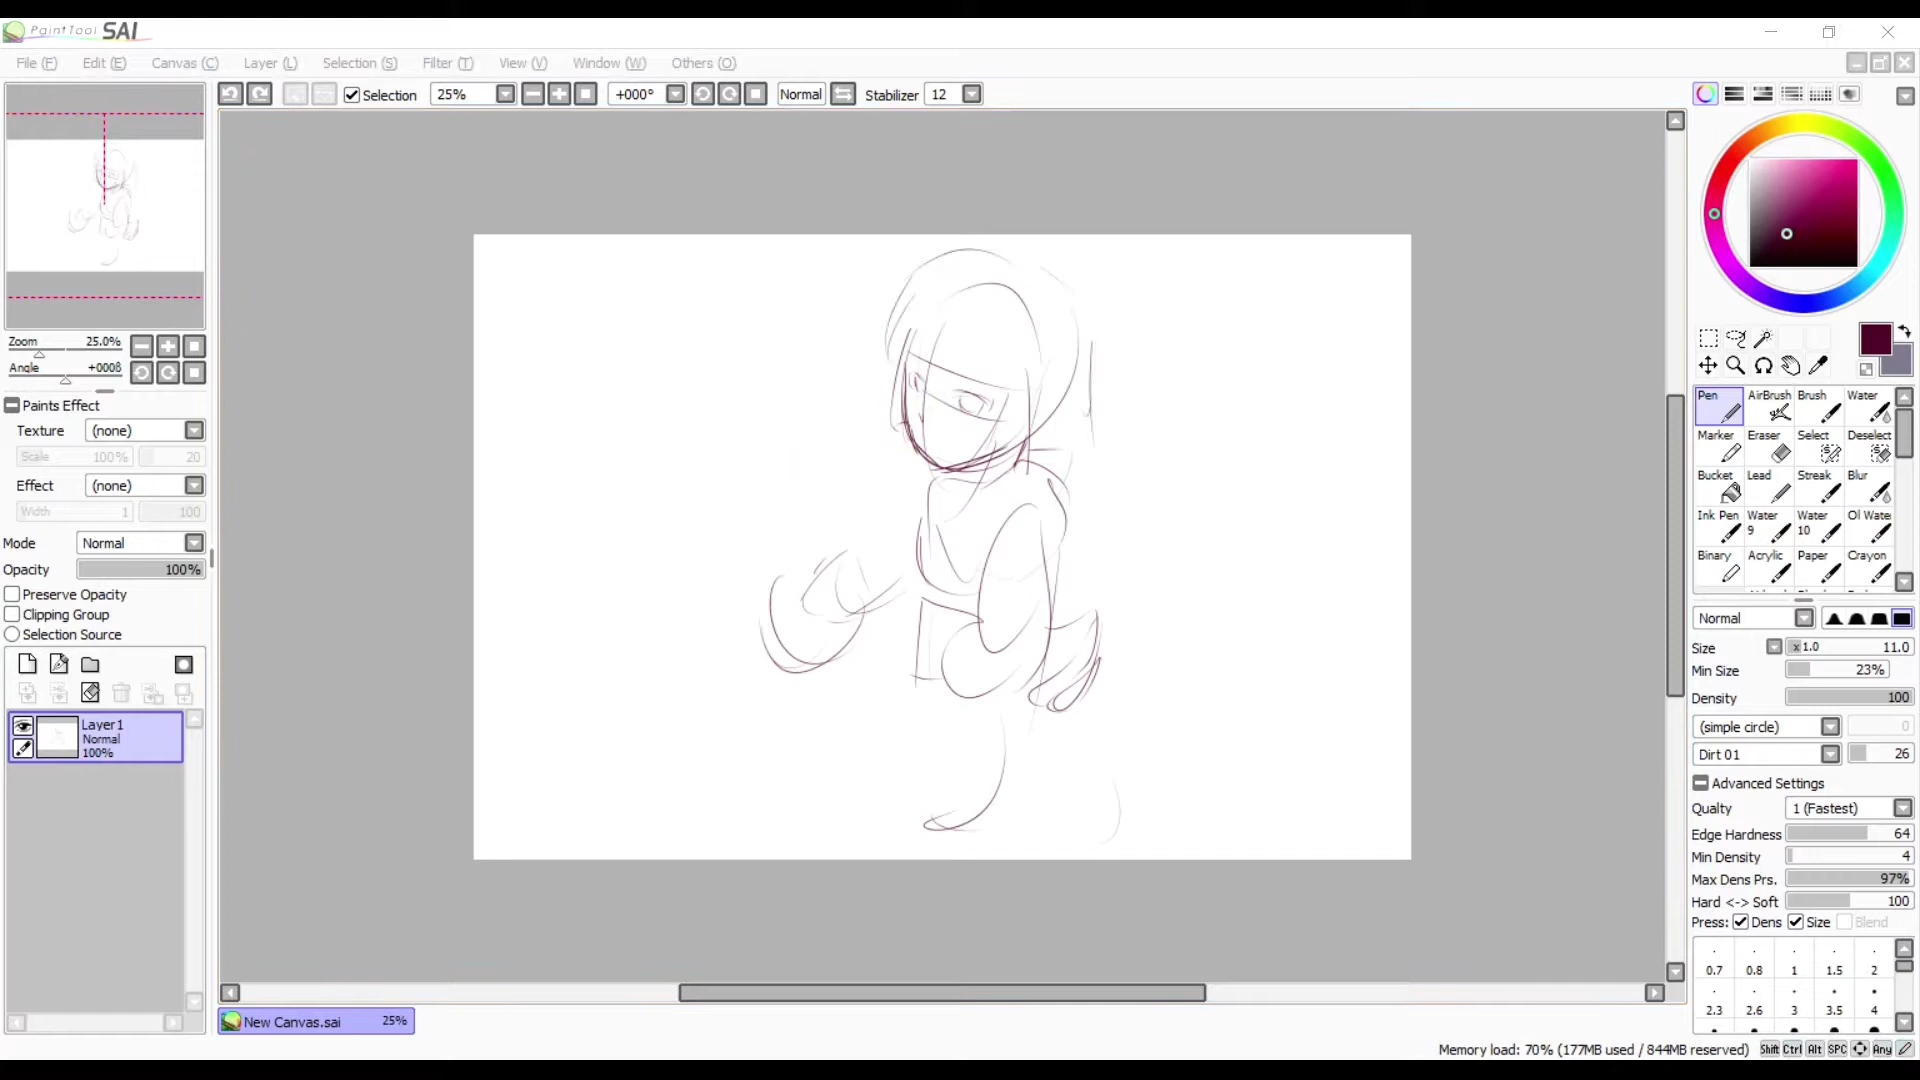 PaintTool SAI
File (F) Edit (E) Canvas (C) Layer (L) Selection (S) Filter (T) View (V) Window (W) Others (O)
Selection 25% +000° Normal Stabilizer 12
Zoom 25.0%
Angle +0008
Paints Effect
Texture (none)
Scale 100% 20
Effect (none)
Width 1 100
Mode Normal
Opacity 100%
Preserve Opacity
Clipping Group
Selection Source
Layer1
Normal
100%
New Canvas.sai 25%
Pen AirBrush Brush Water
Marker Eraser Select Deselect
Bucket Lead Streak Blur
Ink Pen Water 9 Water 10 Oil Wate
Binary Acrylic Paper Crayon
Normal
Size x1.0 11.0
Min Size 23%
Density 100
(simple circle) 0
Dirt 01 26
Advanced Settings
Qualty 1 (Fastest)
Edge Hardness 64
Min Density 4
Max Dens Prs. 97%
Hard <-> Soft 100
Press: Dens Size Blend
0.7 0.8 1 1.5 2
2.3 2.6 3 3.5 4
Memory load: 70% (177MB used / 844MB reserved) Shift Ctrl Alt SPC Any